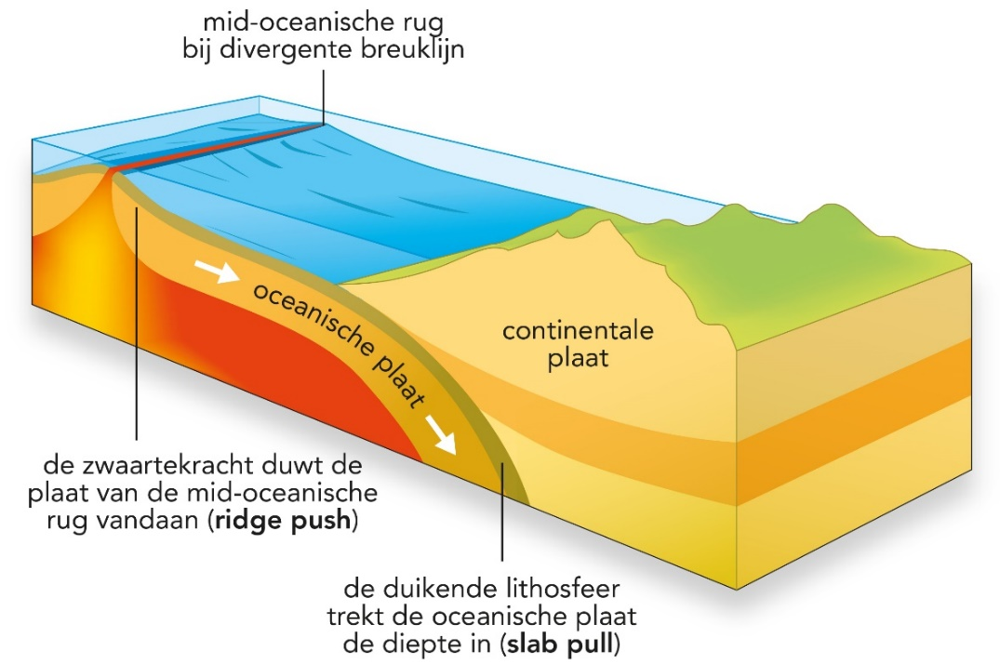 mid-oceanische rug
bij divergente breuklijn
oceanische plaat
continentale
plaat
de zwaartekracht duwt de
plaat van de mid-oceanische
rug vandaan (ridge push)
de duikende lithosfeer
trekt de oceanische plaat
de diepte in (slab pull)